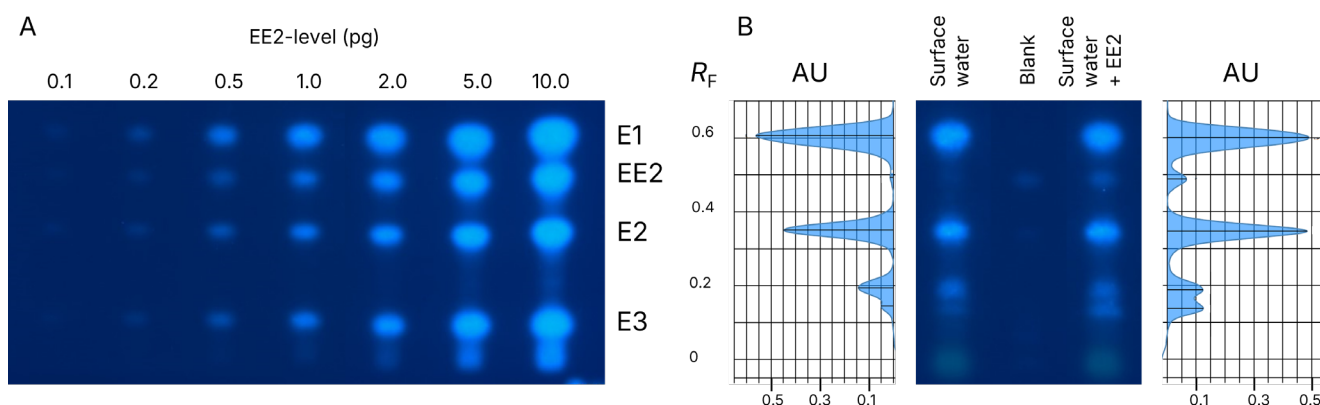 A
EE2-level (pg)
0.1 0.2 0.5 1.0 2.0 5.0 10.0
E1
EE2
E2
E3
B
RF
AU
Surface
water
Blank
Surface
water
+ EE2
AU
0.6
0.4
0.2
0
0.5 0.3 0.1
0.1 0.3 0.5